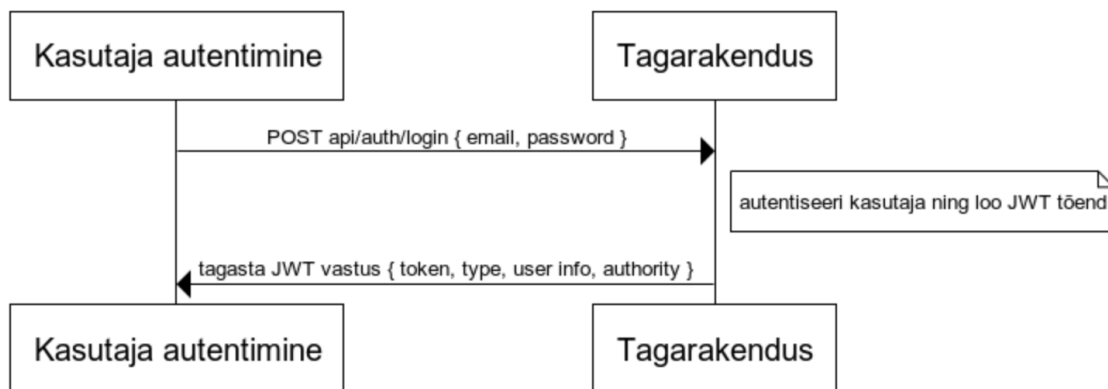 Kasutaja autentimine
Tagarakendus
POST api/auth/login { email, password }
autentiseeri kasutaja ning loo JWT tõend
tagasta JWT vastus { token, type, user info, authority }
Kasutaja autentimine
Tagarakendus